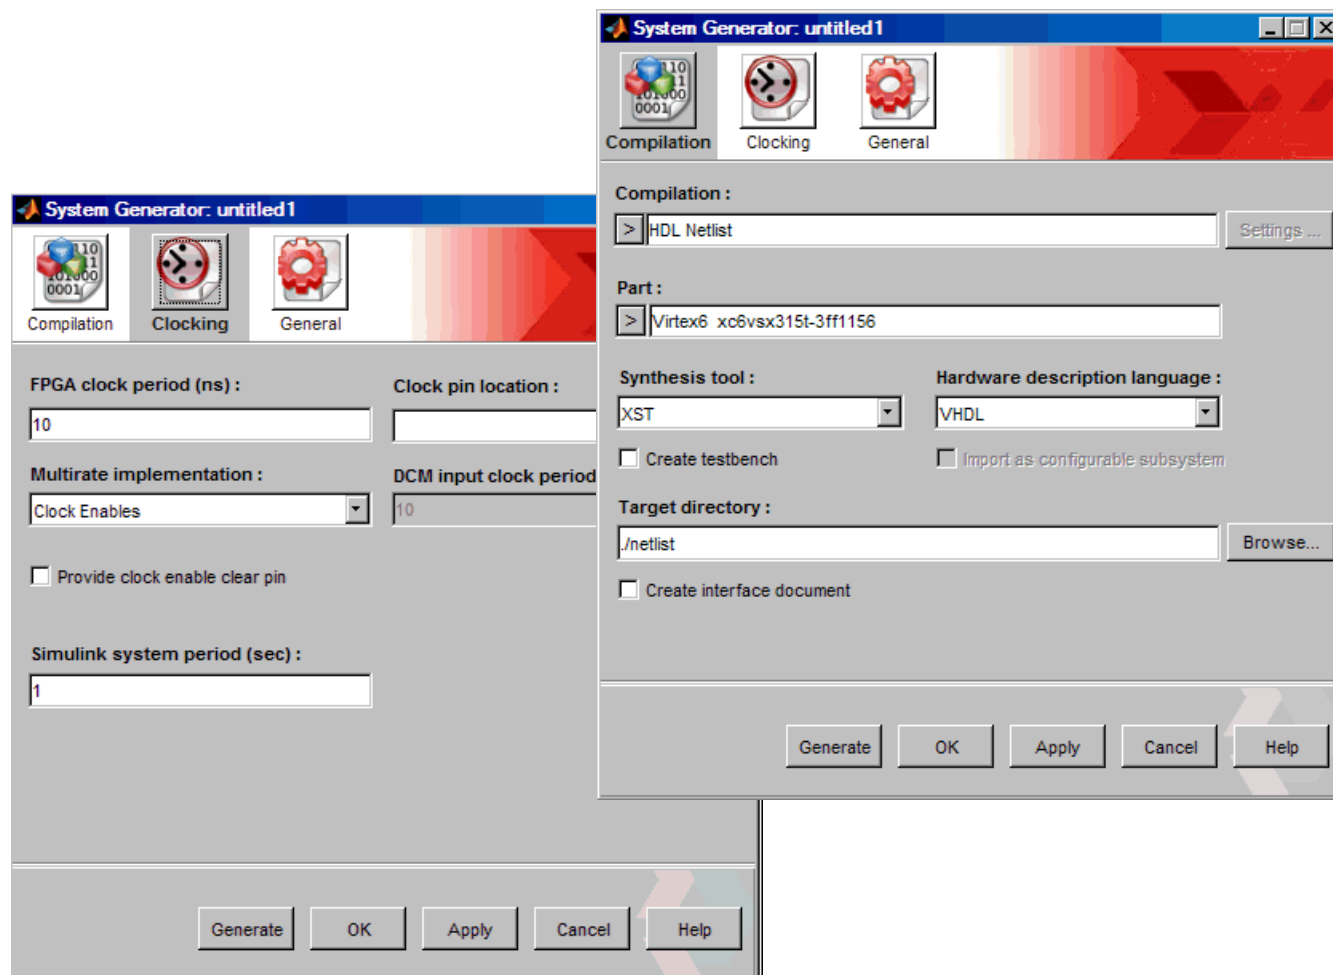 System Generator: untitled1
Compilation
Clocking
General
Compilation :
> HDL Netlist
Settings ...
Part :
> Virtex6 xc6vsx315t-3ff1156
Synthesis tool :
Hardware description language :
XST
VHDL
Create testbench
Import as configurable subsystem
Target directory :
./netlist
Browse...
Create interface document
Generate
OK
Apply
Cancel
Help
System Generator: untitled1
Compilation
Clocking
General
FPGA clock period (ns) :
Clock pin location :
10
Multirate implementation :
DCM input clock period
Clock Enables
10
Provide clock enable clear pin
Simulink system period (sec) :
1
Generate
OK
Apply
Cancel
Help